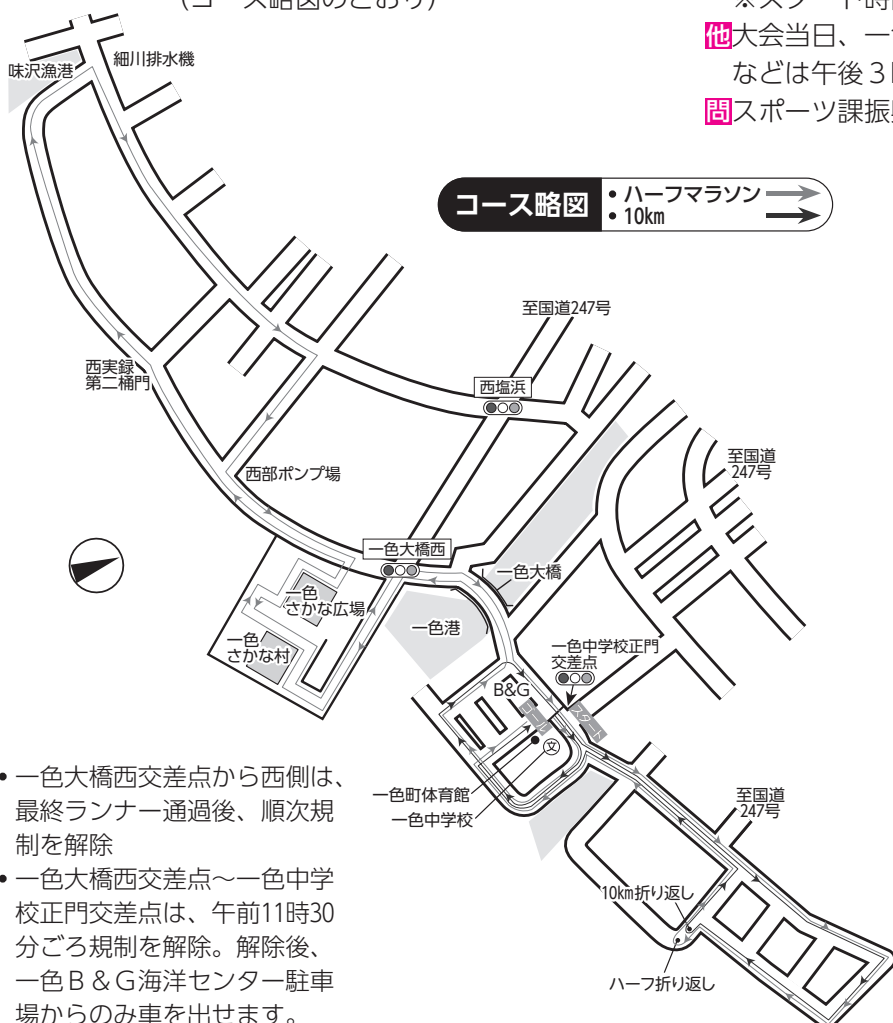 (コース略図のとおり)
※スタート時
他大会当日、一
などは午後3
問スポーツ課振
味沢漁港
細川排水機
コース略図
• ハーフマラソン
• 10km
至国道247号
西実録
第二桶門
西塩浜
至国道
247号
西部ポンプ場
一色大橋西
一色大橋
一色
さかな広場
一色港
一色中学校正門
交差点
一色
さかな村
B&G
ゴール
スタート
文
• 一色大橋西交差点から西側は、
最終ランナー通過後、順次規
制を解除
• 一色大橋西交差点~一色中学
校正門交差点は、午前11時30
分ごろ規制を解除。解除後、
一色B&G海洋センター駐車
場からのみ車を出せます。
一色町体育館
一色中学校
至国道
247号
10km折り返し
ハーフ折り返し